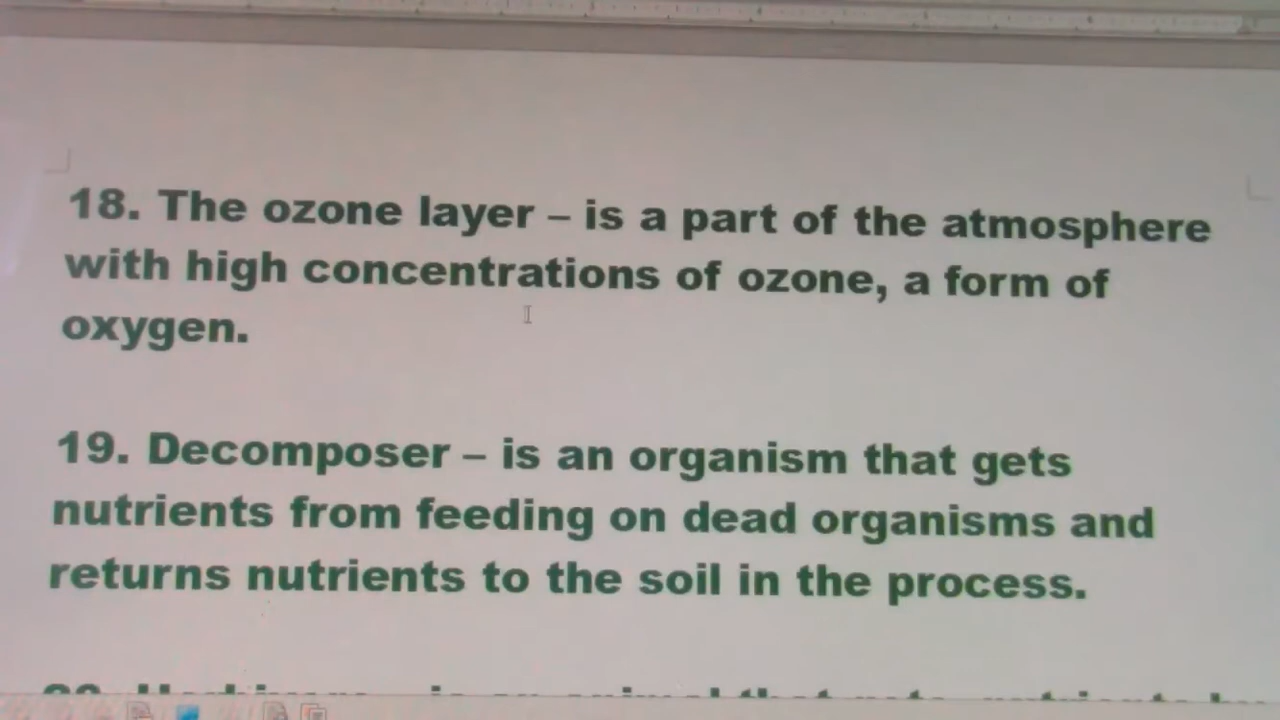 18. The ozone layer – is a part of the atmosphere
with high concentrations of ozone, a form of
oxygen.
19. Decomposer – is an organism that gets
nutrients from feeding on dead organisms and
returns nutrients to the soil in the process.